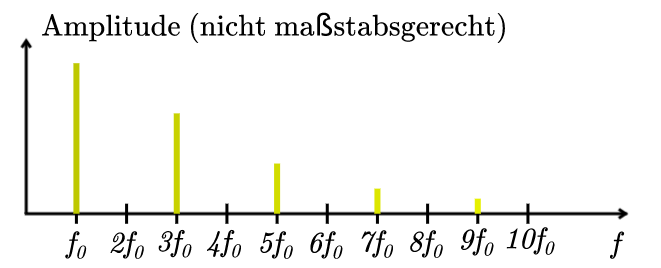 Amplitude (nicht maßstabsgerecht)
f₀ 2f₀ 3f₀ 4f₀ 5f₀ 6f₀ 7f₀ 8f₀ 9f₀ 10f₀ f